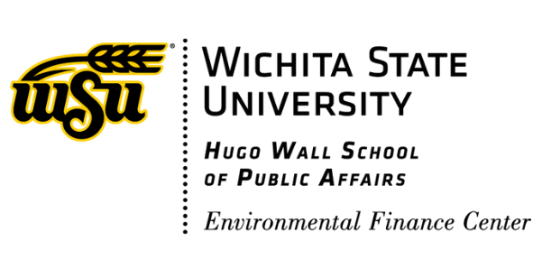 WSU®
WICHITA STATE
UNIVERSITY
HUGO WALL SCHOOL
OF PUBLIC AFFAIRS
Environmental Finance Center